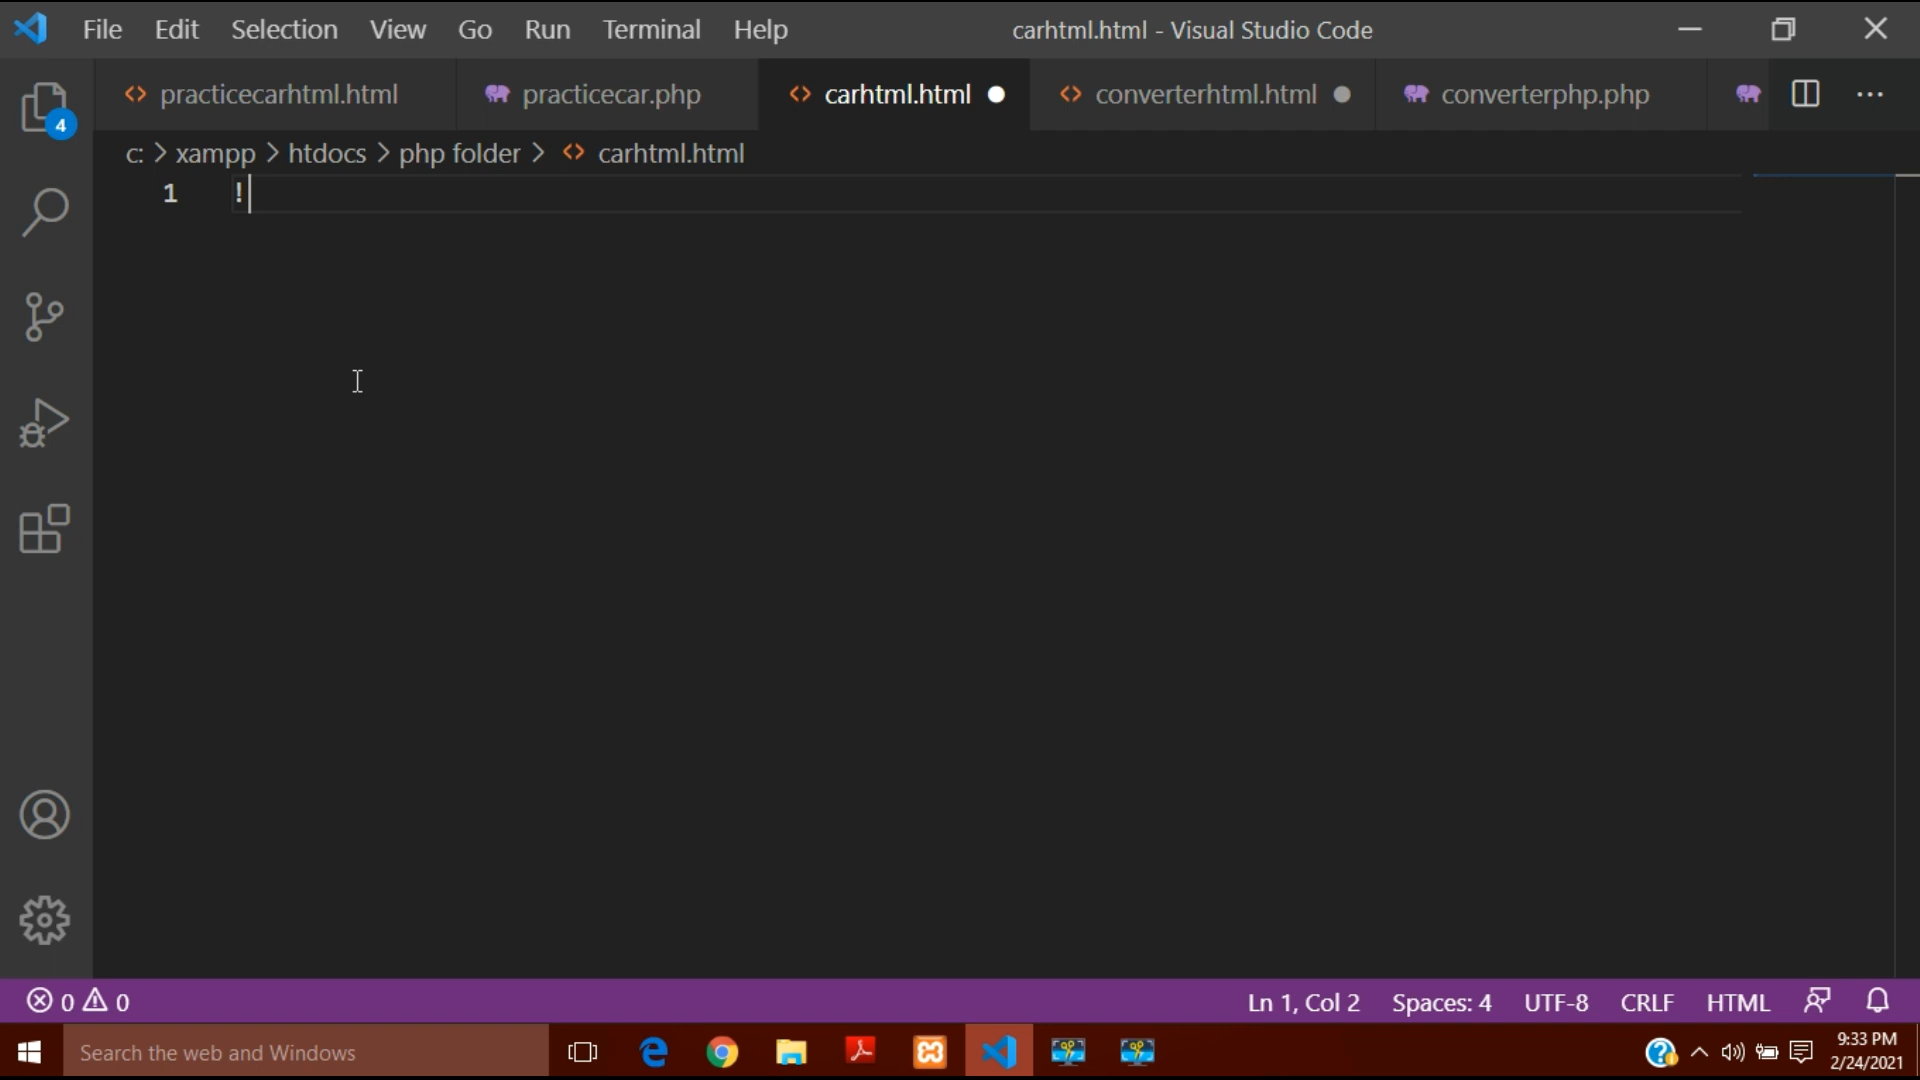 File Edit Selection View Go Run Terminal Help carhtml.html - Visual Studio Code
practicecarhtml.html practicecar.php carhtml.html converterhtml.html converterphp.php
4
c: > xampp > htdocs > php folder > carhtml.html
1 !
0 0 Ln 1, Col 2 Spaces: 4 UTF-8 CRLF HTML
Search the web and Windows
9:33 PM
2/24/2021